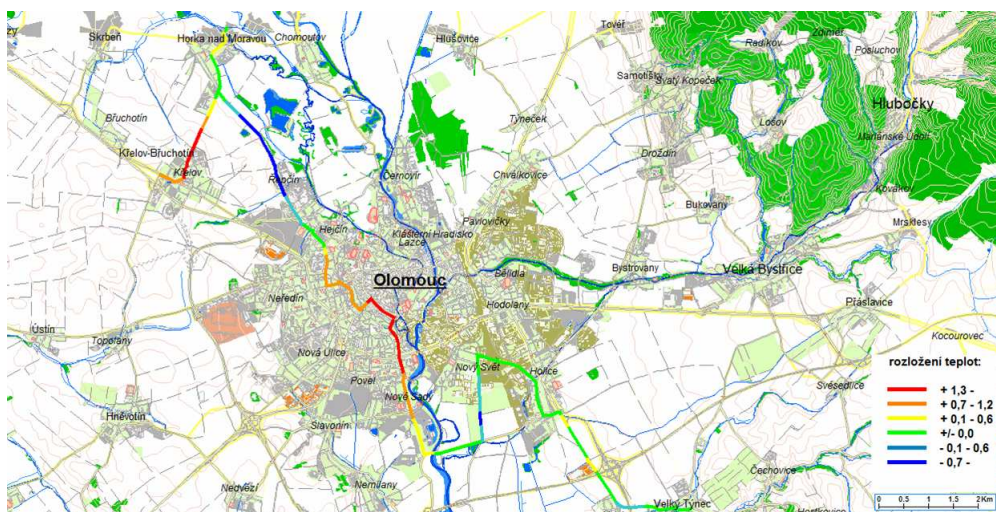 Skrbeň
Horka nad Moravou
Chomoutov
Hlušovice
Tovéř
Radíkov
Zdiměř
Posluchov
Samotišky
Svatý Kopeček
Hlubočky
Břuchotín
Týneček
Lošov
Mariánské Údolí
Křelov-Břuchotín
Křelov
Řepčín
Černovír
Chválkovice
Droždín
Kovákov
Bukovany
Mrsklesy
Hejčín
Klášterní Hradisko
Lazce
Pavlovičky
Bystrovany
Velká Bystřice
Olomouc
Bělidla
Neředín
Hodolany
Přáslavice
Ústín
Topolany
Kocourovec
Nová Ulice
Nový Svět
Holice
Povel
Nové Sady
Svésedlice
Hněvotín
Slavonín
Nedvězí
Nemilany
Čechovice
Velký Týnec
rozložení teplot:
+ 1,3 -
+ 0,7 - 1,2
+ 0,1 - 0,6
+/- 0,0
- 0,1 - 0,6
- 0,7 -
0 0.5 1 1.5 2 Km